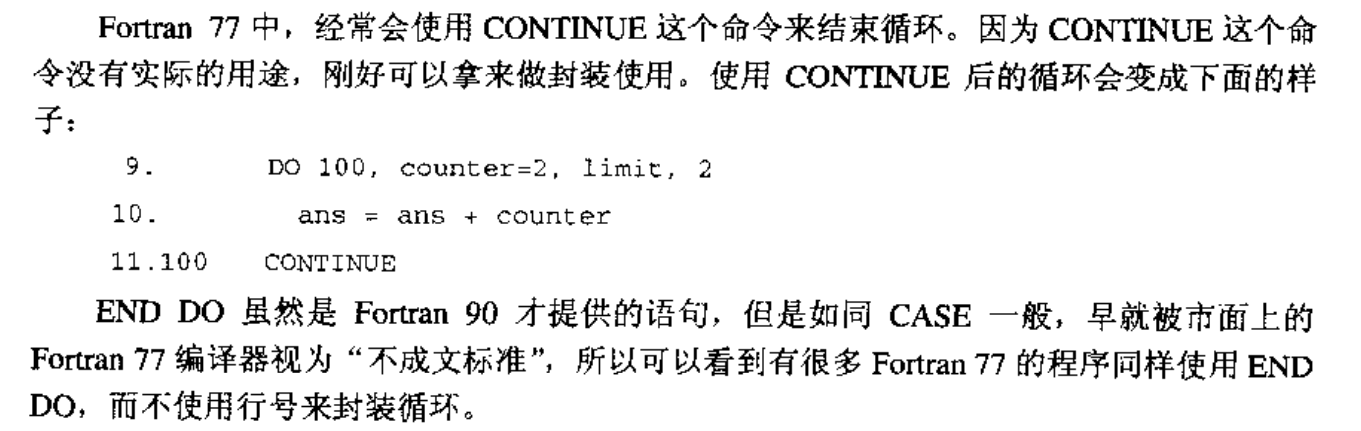 Fortran 77 中，经常会使用 CONTINUE 这个命令来结束循环。因为 CONTINUE 这个命
令没有实际的用途，刚好可以拿来做封装使用。使用 CONTINUE 后的循环会变成下面的样
子：
9. DO 100, counter=2, limit, 2
10. ans = ans + counter
11.100 CONTINUE
END DO 虽然是 Fortran 90 才提供的语句，但是如同 CASE 一般，早就被市面上的
Fortran 77 编译器视为“不成文标准”，所以可以看到有很多 Fortran 77 的程序同样使用 END
DO，而不使用行号来封装循环。